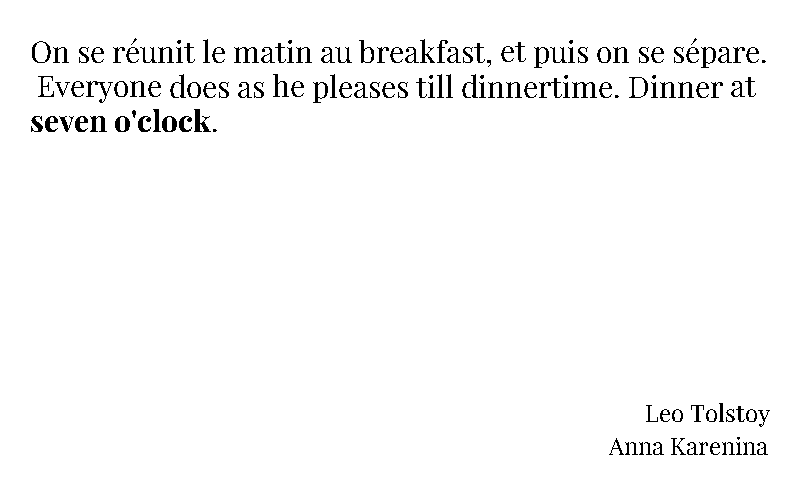 On se réunit le matin au breakfast, et puis on se sépare.
Everyone does as he pleases till dinnertime. Dinner at
seven o'clock.
Leo Tolstoy
Anna Karenina